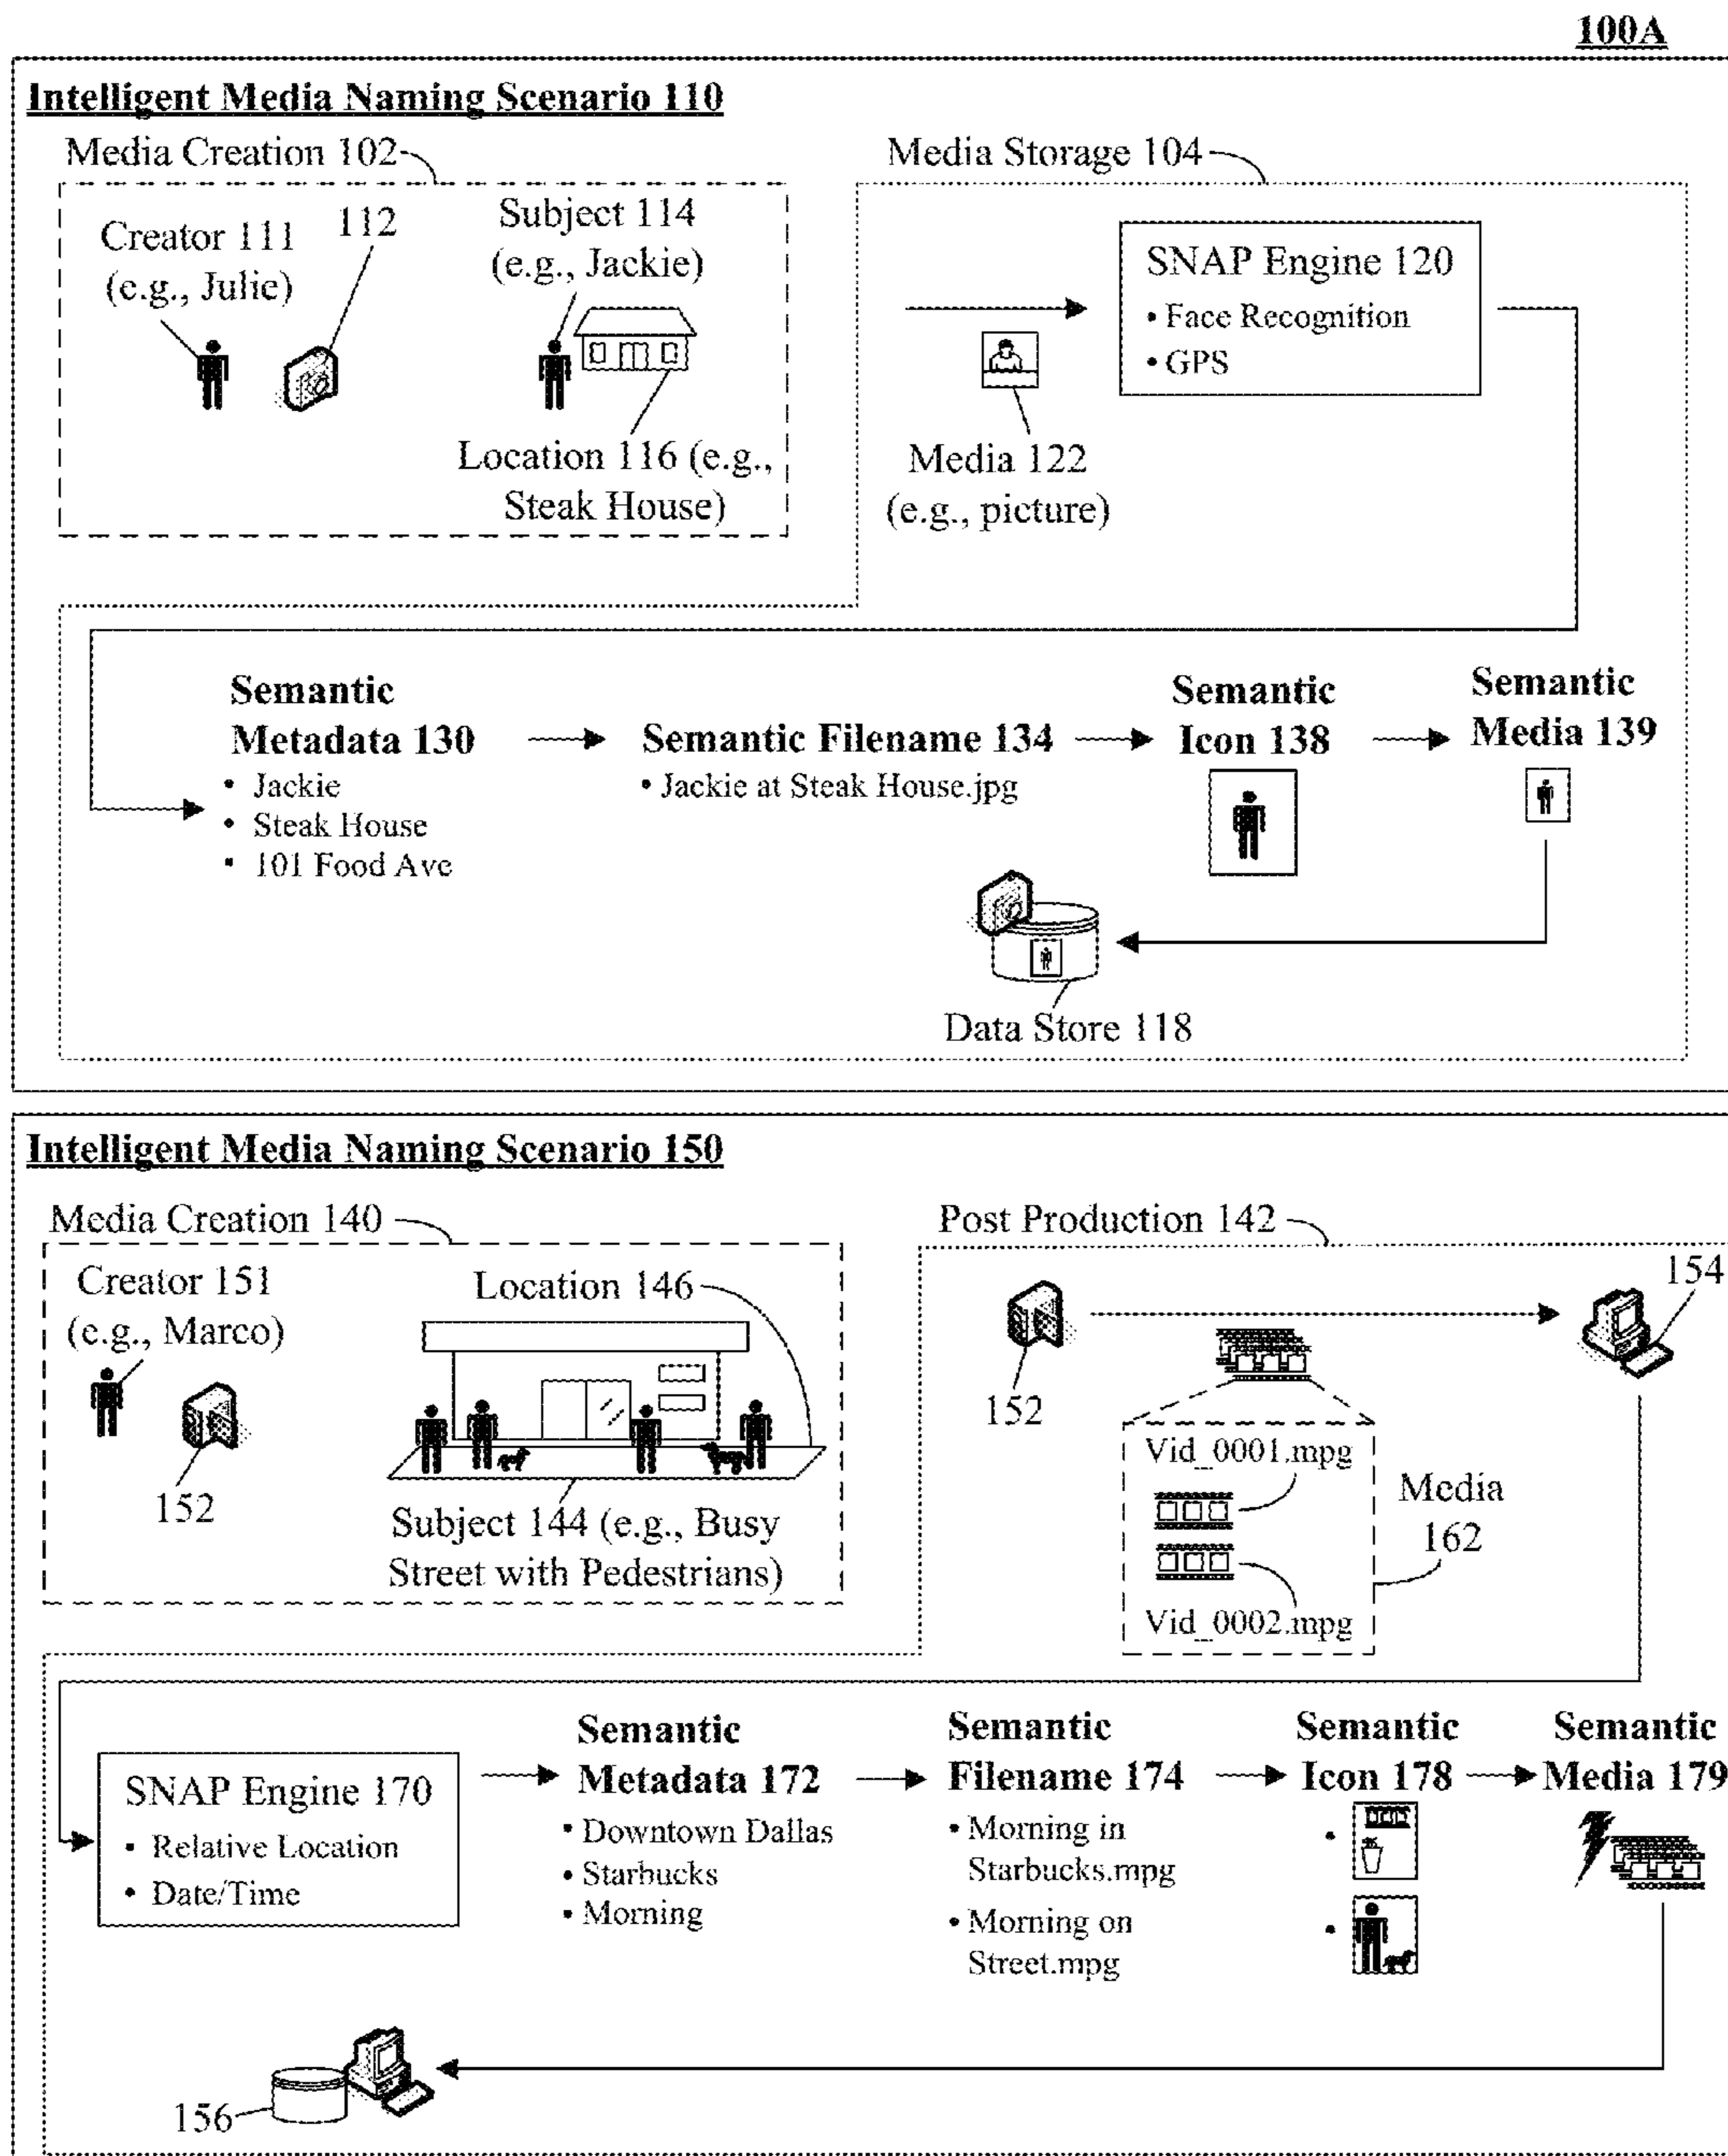 100A
Intelligent Media Naming Scenario 110
Media Creation 102
Creator 111
(e.g., Julie)
112
Subject 114
(e.g., Jackie)
Location 116 (e.g.,
Steak House)
Media Storage 104
SNAP Engine 120
• Face Recognition
• GPS
Media 122
(e.g., picture)
Semantic
Metadata 130
• Jackie
• Steak House
• 101 Food Ave
Semantic Filename 134
• Jackie at Steak House.jpg
Semantic
Icon 138
Semantic
Media 139
Data Store 118
Intelligent Media Naming Scenario 150
Media Creation 140
Creator 151
(e.g., Marco)
152
Location 146
Subject 144 (e.g., Busy
Street with Pedestrians)
Post Production 142
152
154
Vid_0001.mpg
Vid_0002.mpg
Media
162
SNAP Engine 170
• Relative Location
• Date/Time
Semantic
Metadata 172
• Downtown Dallas
• Starbucks
• Morning
Semantic
Filename 174
• Morning in
Starbucks.mpg
• Morning on
Street.mpg
Semantic
Icon 178
Semantic
Media 179
156